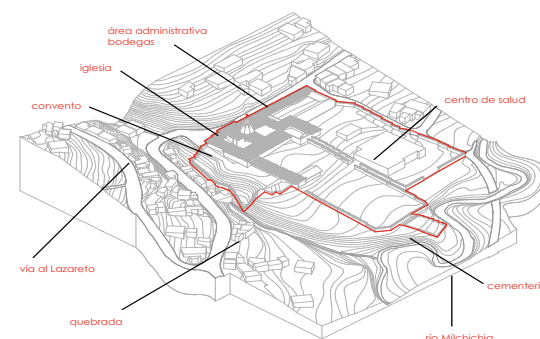 área administrativa
bodegas
iglesia
convento
centro de salud
vía al Lazareto
cementeri
quebrada
río Milchichig